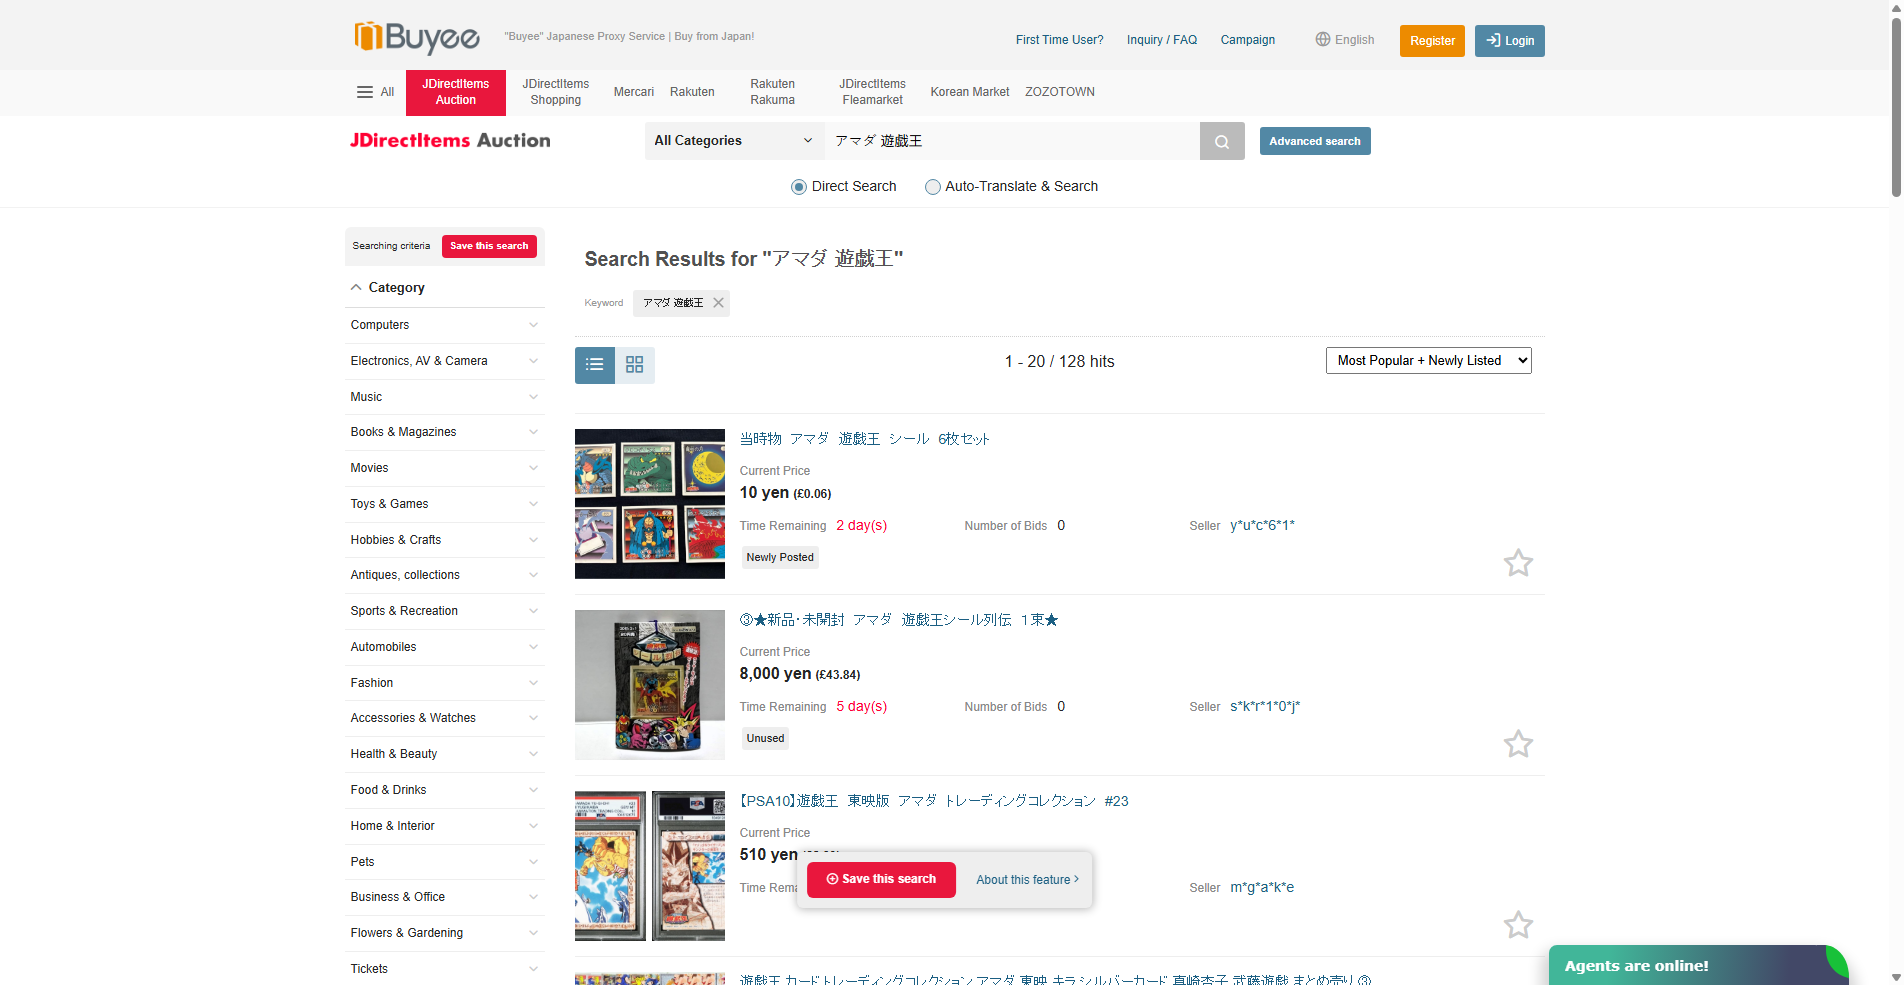 Buyee
"Buyee" Japanese Proxy Service | Buy from Japan!
First Time User?
Inquiry / FAQ
Campaign
English
Register
Login
All
JDirectItems
Auction
JDirectItems
Shopping
Mercari
Rakuten
Rakuten
Rakuma
JDirectItems
Fleamarket
Korean Market
ZOZOTOWN
JDirectItems Auction
All Categories
アマダ 遊戯王
Advanced search
Direct Search
Auto-Translate & Search
Searching criteria
Save this search
Category
Computers
Electronics, AV & Camera
Music
Books & Magazines
Movies
Toys & Games
Hobbies & Crafts
Antiques, collections
Sports & Recreation
Automobiles
Fashion
Accessories & Watches
Health & Beauty
Food & Drinks
Home & Interior
Pets
Business & Office
Flowers & Gardening
Tickets
Search Results for "アマダ 遊戯王"
Keyword
アマダ 遊戯王
1 - 20 / 128 hits
Most Popular + Newly Listed
当時物 アマダ 遊戯王 シール 6枚セット
Current Price
10 yen (£0.06)
Time Remaining 2 day(s)
Number of Bids 0
Seller y*u*c*6*1*
Newly Posted
③★新品・未開封 アマダ 遊戯王シール列伝 １束★
Current Price
8,000 yen (£43.84)
Time Remaining 5 day(s)
Number of Bids 0
Seller s*k*r*1*0*j*
Unused
【PSA10】遊戯王 東映版 アマダ トレーディングコレクション #23
Current Price
510 yen
Time Rema
Seller m*g*a*k*e
Save this search
About this feature
遊戯王 カードトレーディングコレクション アマダ 東映 キラ シルバーカード 真崎杏子 武藤遊戯 まとめ売り ③
Agents are online!